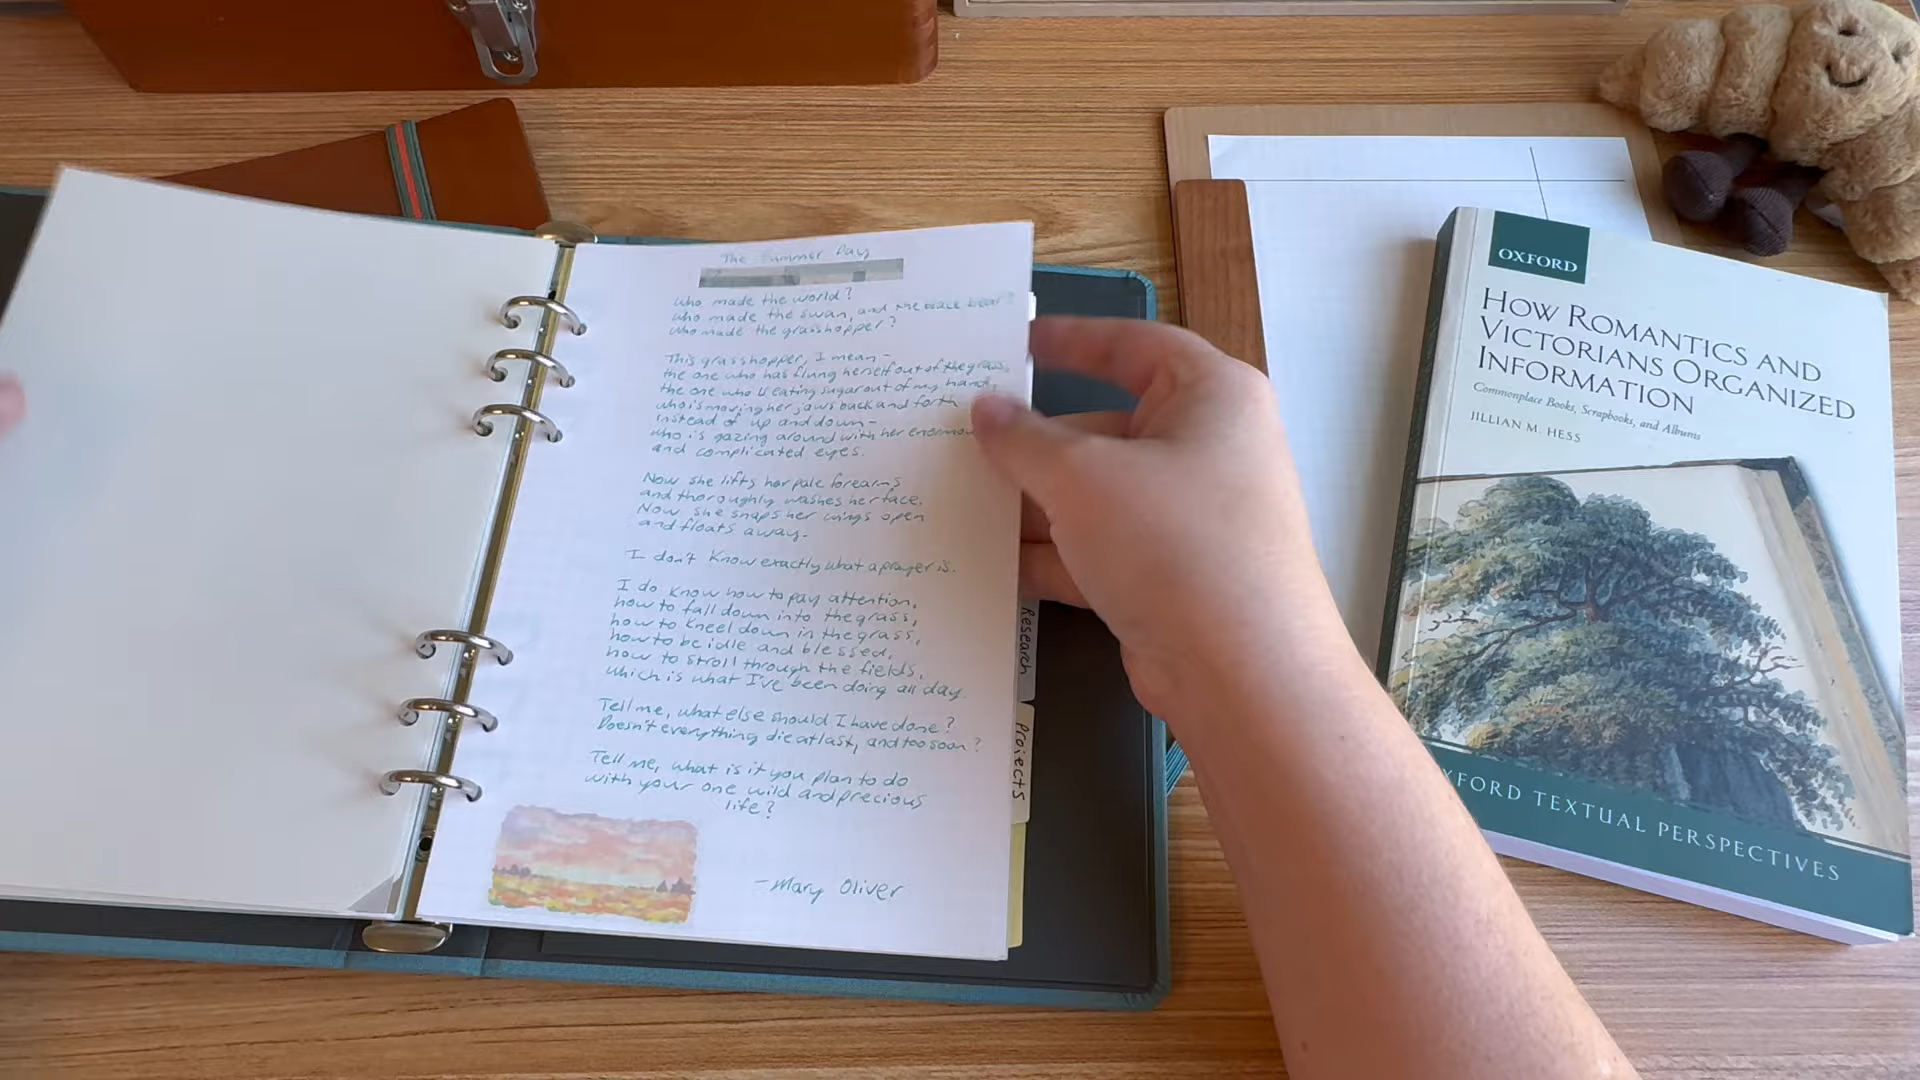 The Summer Day
who made the world?
who made the swan, and the black bear?
who made the grasshopper?
This grasshopper, I mean-
the one who has flung herself out of the grass,
the one who is eating sugar out of my hand,
who is moving her jaws back and forth
instead of up and down-
who is gazing around with her enormou
and complicated eyes.
Now she lifts her pale forearms
and thoroughly washes her face.
Now she snaps her wings open
and floats away.
I don't know exactly what a prayer is.
I do know how to pay attention,
how to fall down into the grass,
how to kneel down in the grass,
how to be idle and blessed,
how to stroll through the fields,
which is what I've been doing all day.
Tell me, what else should I have done?
Doesn't everything die at last, and too soon?
Tell me, what is it you plan to do
with your one wild and precious
life?
-Mary Oliver
Research
Projects
OXFORD
HOW ROMANTICS AND
VICTORIANS ORGANIZED
INFORMATION
Commonplace Books, Scrapbooks, and Albums
JILLIAN M. HESS
XFORD TEXTUAL PERSPECTIVES